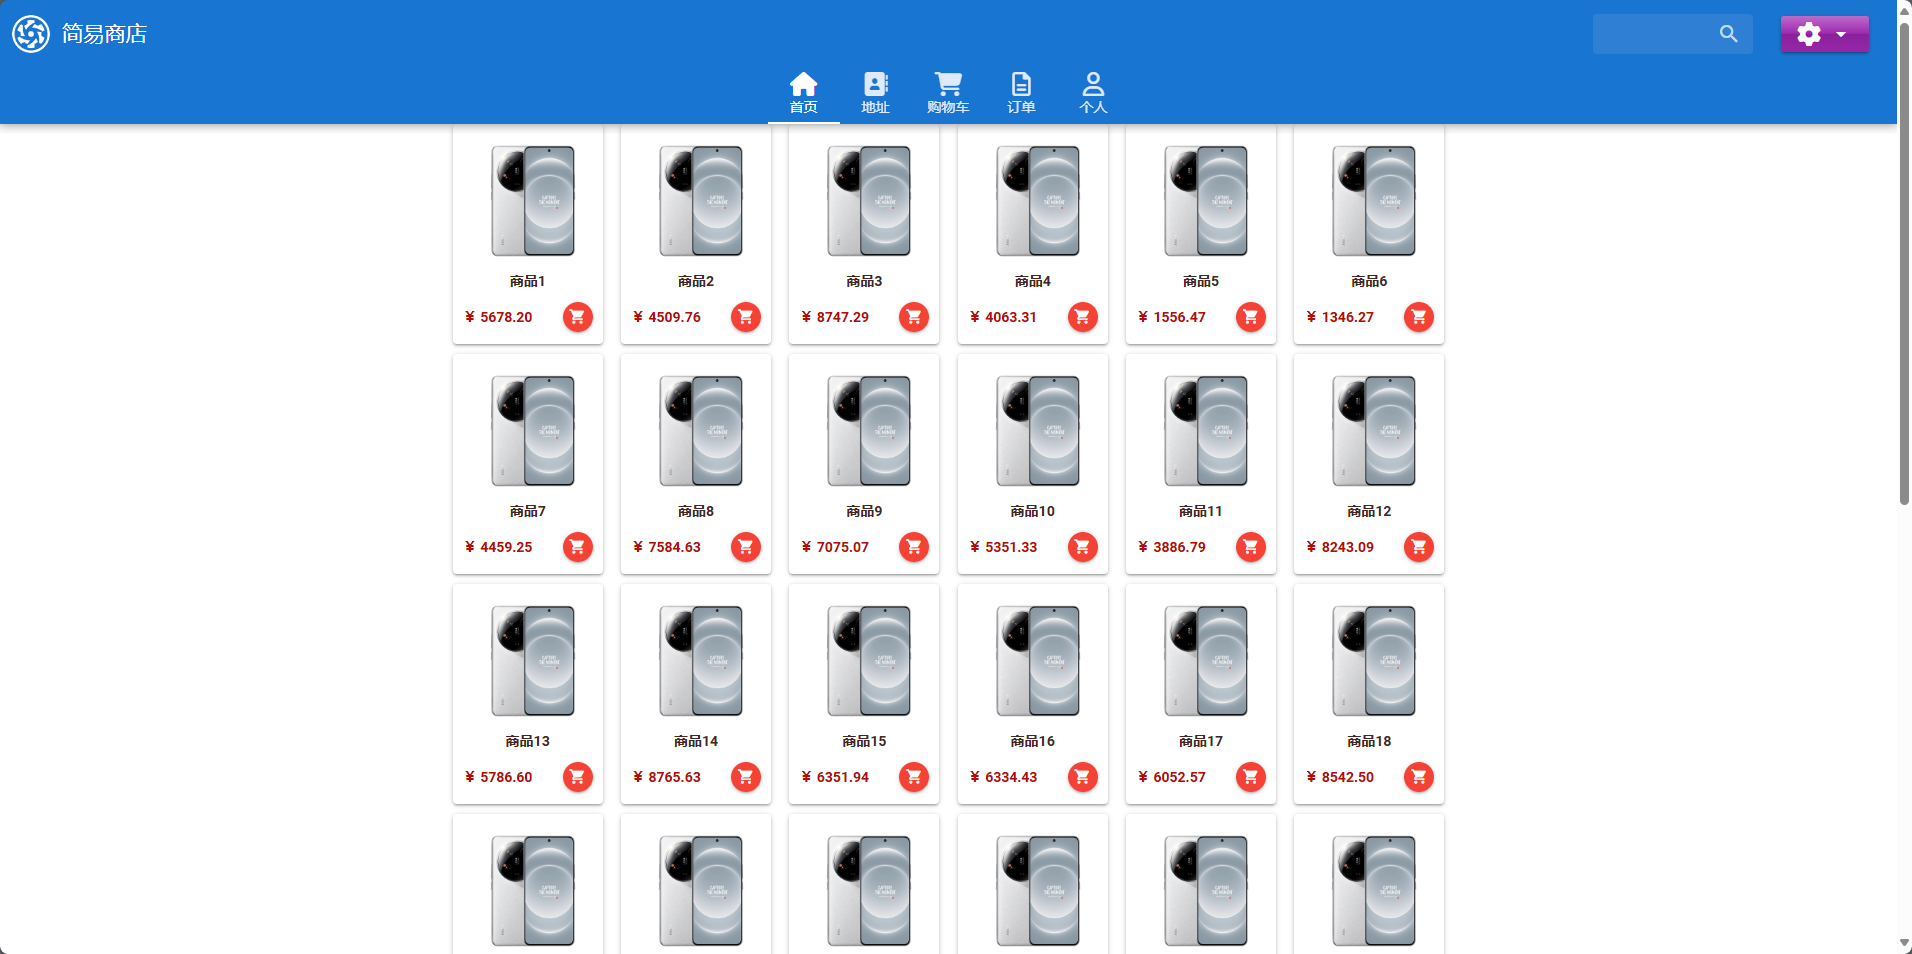 简易商店
首页 地址 购物车 订单 个人
商品1 商品2 商品3 商品4 商品5 商品6
¥ 5678.20 ¥ 4509.76 ¥ 8747.29 ¥ 4063.31 ¥ 1556.47 ¥ 1346.27
商品7 商品8 商品9 商品10 商品11 商品12
¥ 4459.25 ¥ 7584.63 ¥ 7075.07 ¥ 5351.33 ¥ 3886.79 ¥ 8243.09
商品13 商品14 商品15 商品16 商品17 商品18
¥ 5786.60 ¥ 8765.63 ¥ 6351.94 ¥ 6334.43 ¥ 6052.57 ¥ 8542.50